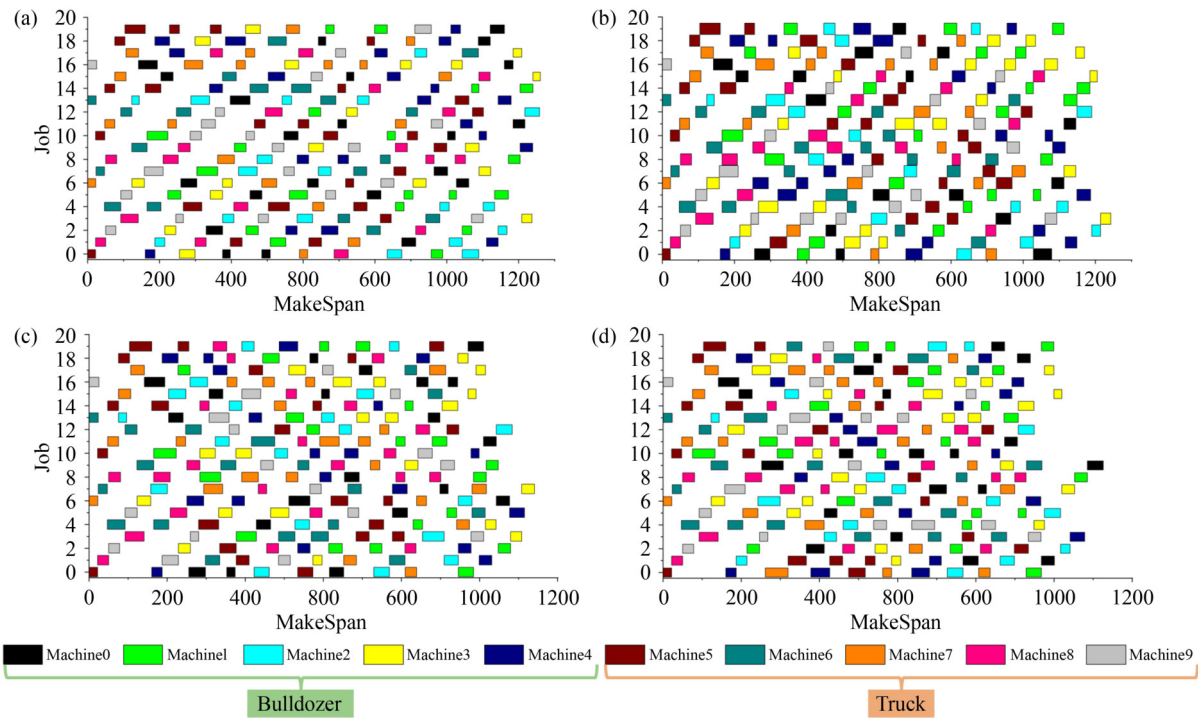 (a)
20
18
16
14
12
10
8
6
4
2
0
Job
0 200 400 800 600 1000 1200
MakeSpan
(b)
20
18
16
14
12
10
8
6
4
2
0
Job
0 200 400 800 600 1000 1200
MakeSpan
(c)
20
18
16
14
12
10
8
6
4
2
0
Job
0 200 400 800 600 1000 1200
MakeSpan
(d)
20
18
16
14
12
10
8
6
4
2
0
Job
0 200 400 800 600 1000 1200
MakeSpan
Machine0 Machinel Machine2 Machine3 Machine4 Machine5 Machine6 Machine7 Machine8 Machine9
Bulldozer Truck